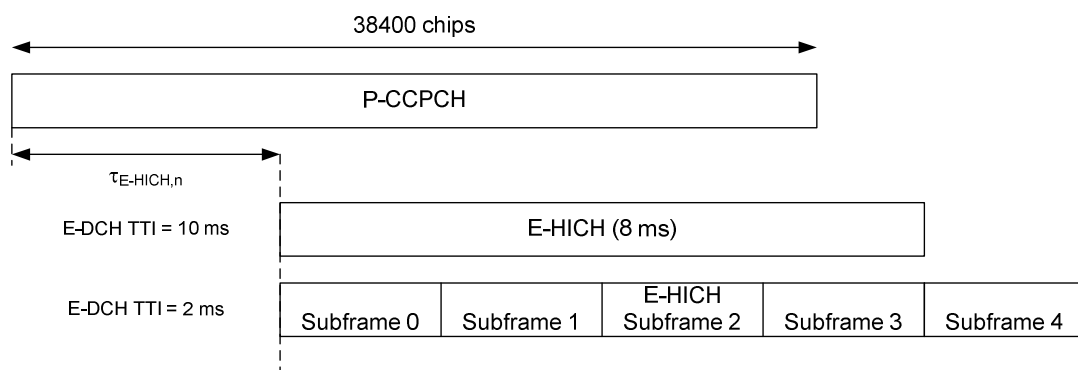 38400 chips
P-CCPCH
τE-HICH,n
E-DCH TTI = 10 ms
E-HICH (8 ms)
E-DCH TTI = 2 ms
E-HICH
Subframe 0
Subframe 1
Subframe 2
Subframe 3
Subframe 4